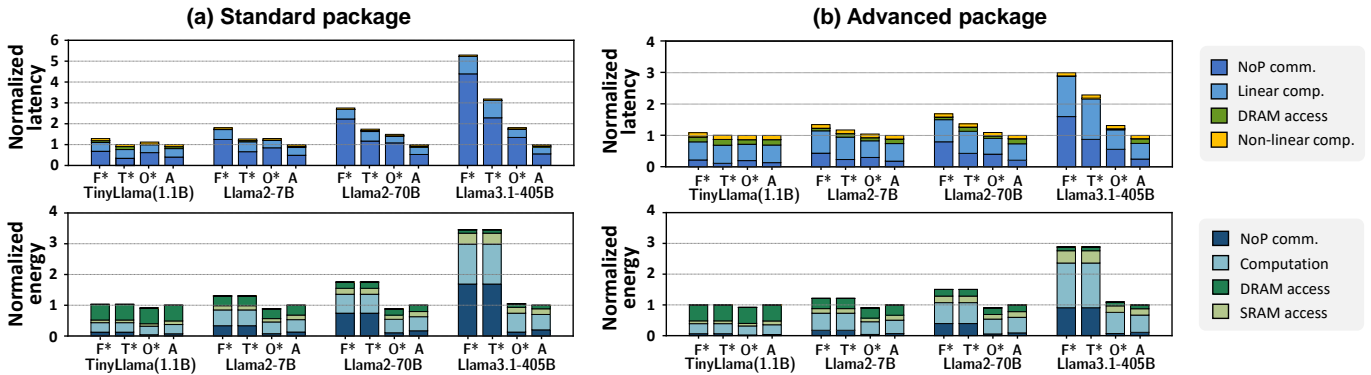 (a) Standard package
(b) Advanced package
Normalized
latency
6
5
4
3
2
1
0
F* T* O* A F* T* O* A F* T* O* A F* T* O* A
TinyLlama(1.1B) Llama2-7B Llama2-70B Llama3.1-405B
Normalized
latency
4
3
2
1
0
F* T* O* A F* T* O* A F* T* O* A F* T* O* A
TinyLlama(1.1B) Llama2-7B Llama2-70B Llama3.1-405B
NoP comm.
Linear comp.
DRAM access
Non-linear comp.
Normalized
energy
4
3
2
1
0
F* T* O* A F* T* O* A F* T* O* A F* T* O* A
TinyLlama(1.1B) Llama2-7B Llama2-70B Llama3.1-405B
Normalized
energy
4
3
2
1
0
F* T* O* A F* T* O* A F* T* O* A F* T* O* A
TinyLlama(1.1B) Llama2-7B Llama2-70B Llama3.1-405B
NoP comm.
Computation
DRAM access
SRAM access